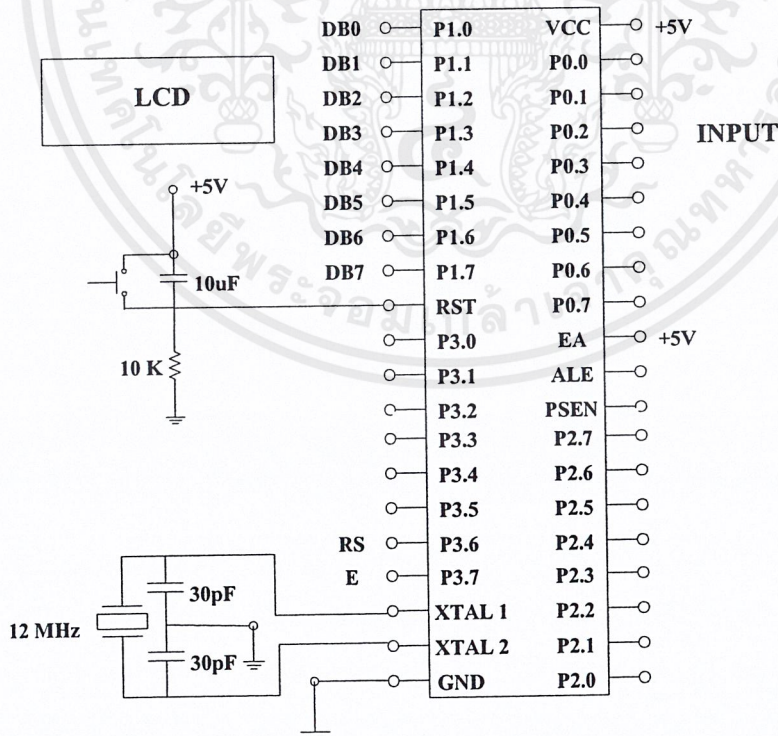 DB0 P1.0 VCC +5V
DB1 P1.1 P0.0
DB2 P1.2 P0.1
LCD
DB3 P1.3 P0.2 INPUT
DB4 P1.4 P0.3
+5V
DB5 P1.5 P0.4
DB6 P1.6 P0.5
DB7 P1.7 P0.6
10uF
RST P0.7
P3.0 EA +5V
10 K
P3.1 ALE
P3.2 PSEN
P3.3 P2.7
P3.4 P2.6
P3.5 P2.5
RS P3.6 P2.4
E P3.7 P2.3
30pF
12 MHz
XTAL 1 P2.2
XTAL 2 P2.1
30pF
GND P2.0